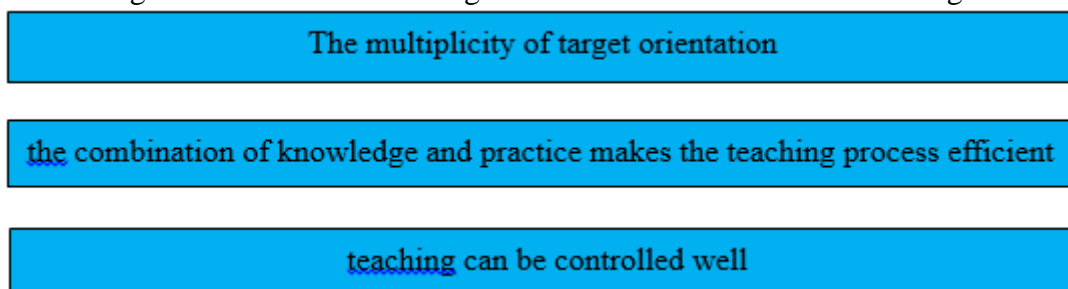 The multiplicity of target orientation
the combination of knowledge and practice makes the teaching process efficient
teaching can be controlled well